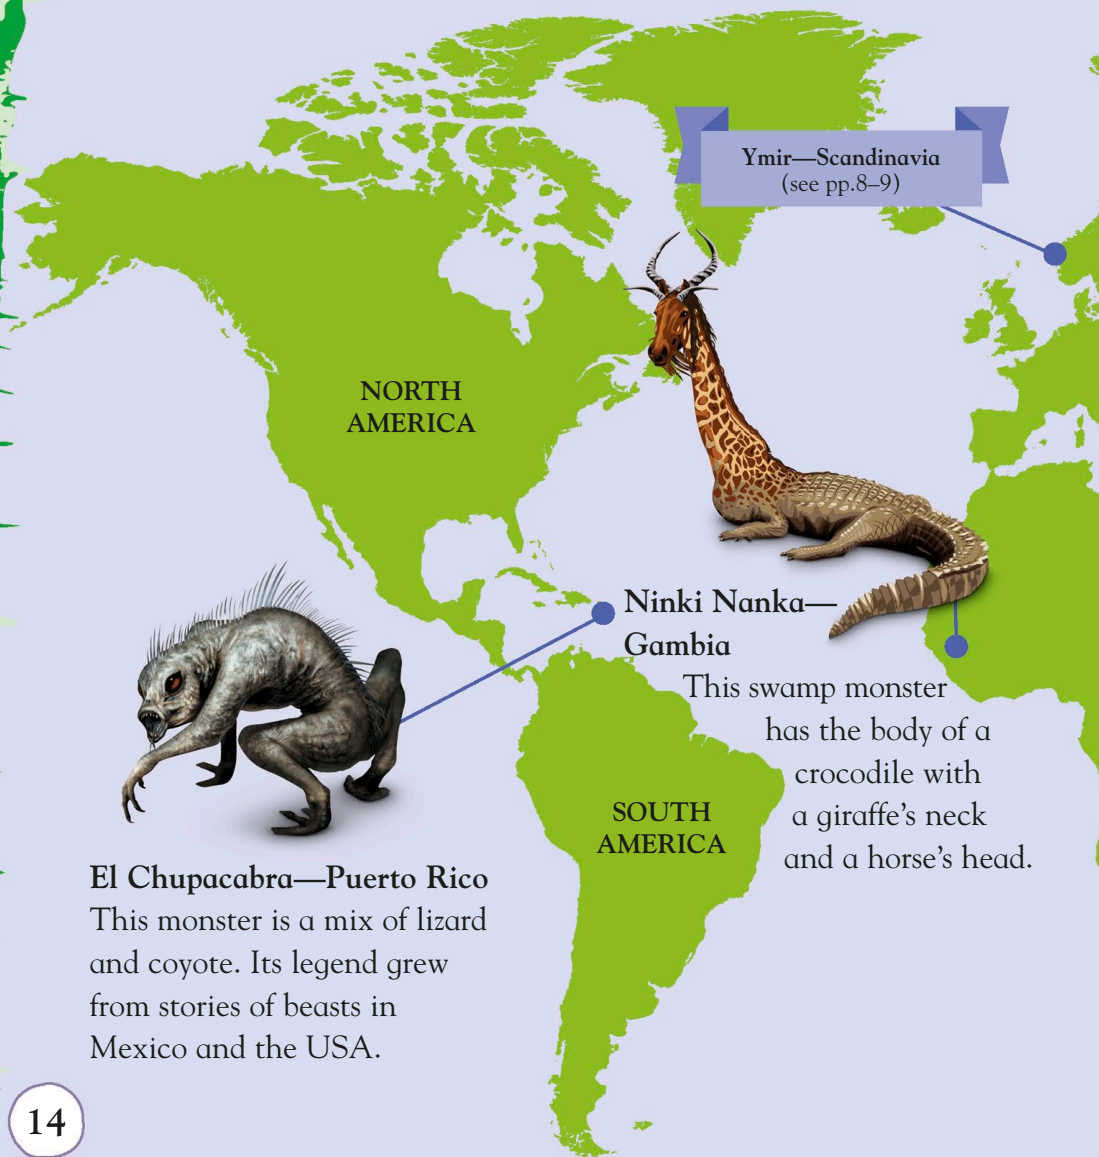 Ymir—Scandinavia
(see pp.8–9)
NORTH
AMERICA
Ninki Nanka—
Gambia
This swamp monster
has the body of a
crocodile with
a giraffe's neck
and a horse's head.
SOUTH
AMERICA
El Chupacabra—Puerto Rico
This monster is a mix of lizard
and coyote. Its legend grew
from stories of beasts in
Mexico and the USA.
14